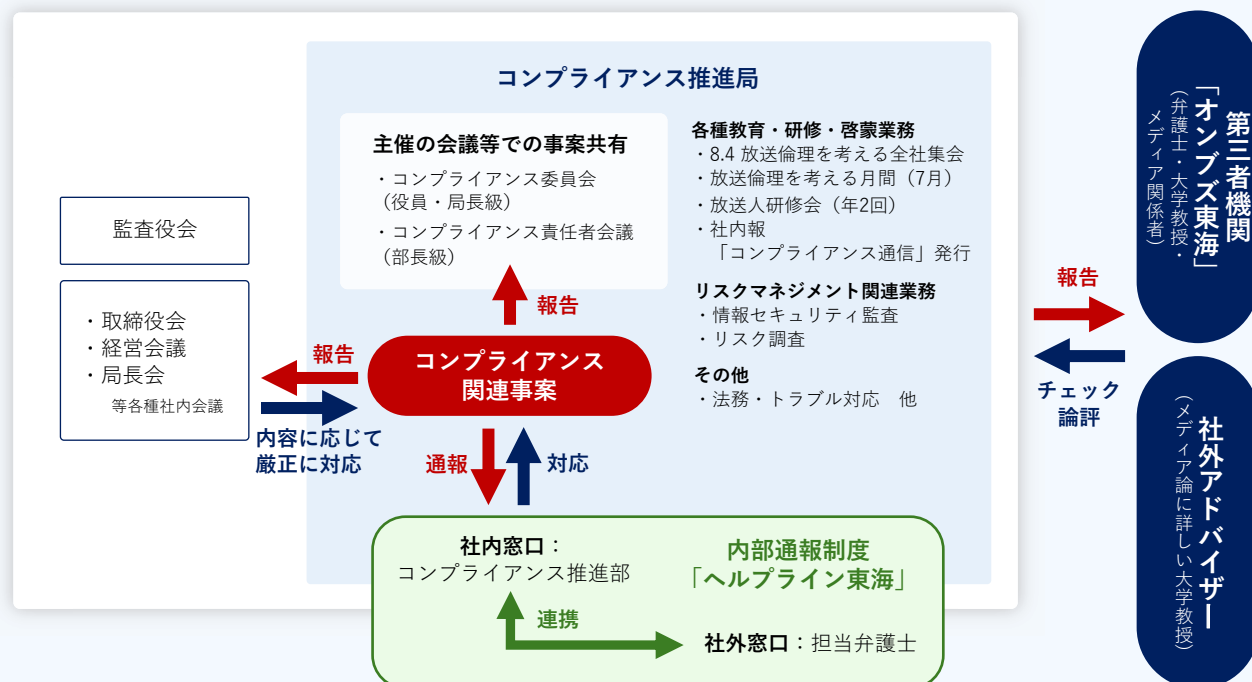 コンプライアンス推進局
主催の会議等での事案共有
・コンプライアンス委員会
(役員・局長級)
・コンプライアンス責任者会議
(部長級)
各種教育・研修・啓蒙業務
・8.4 放送倫理を考える全社集会
・放送倫理を考える月間(7月)
・放送人研修会(年2回)
・社内報
「コンプライアンス通信」発行
リスクマネジメント関連業務
・情報セキュリティ監査
・リスク調査
その他
・法務・トラブル対応 他
監査役会
・取締役会
・経営会議
・局長会
等各種社内会議
報告
内容に応じて
厳正に対応
コンプライアンス
関連事案
報告
通報
対応
社内窓口:
コンプライアンス推進部
内部通報制度
「ヘルプライン東海」
連携
社外窓口:担当弁護士
報告
チェック
論評
第三者機関
「オンブズ東海」
(弁護士・大学教授・
メディア関係者)
社外アドバイザー
(メディア論に詳しい大学教授)